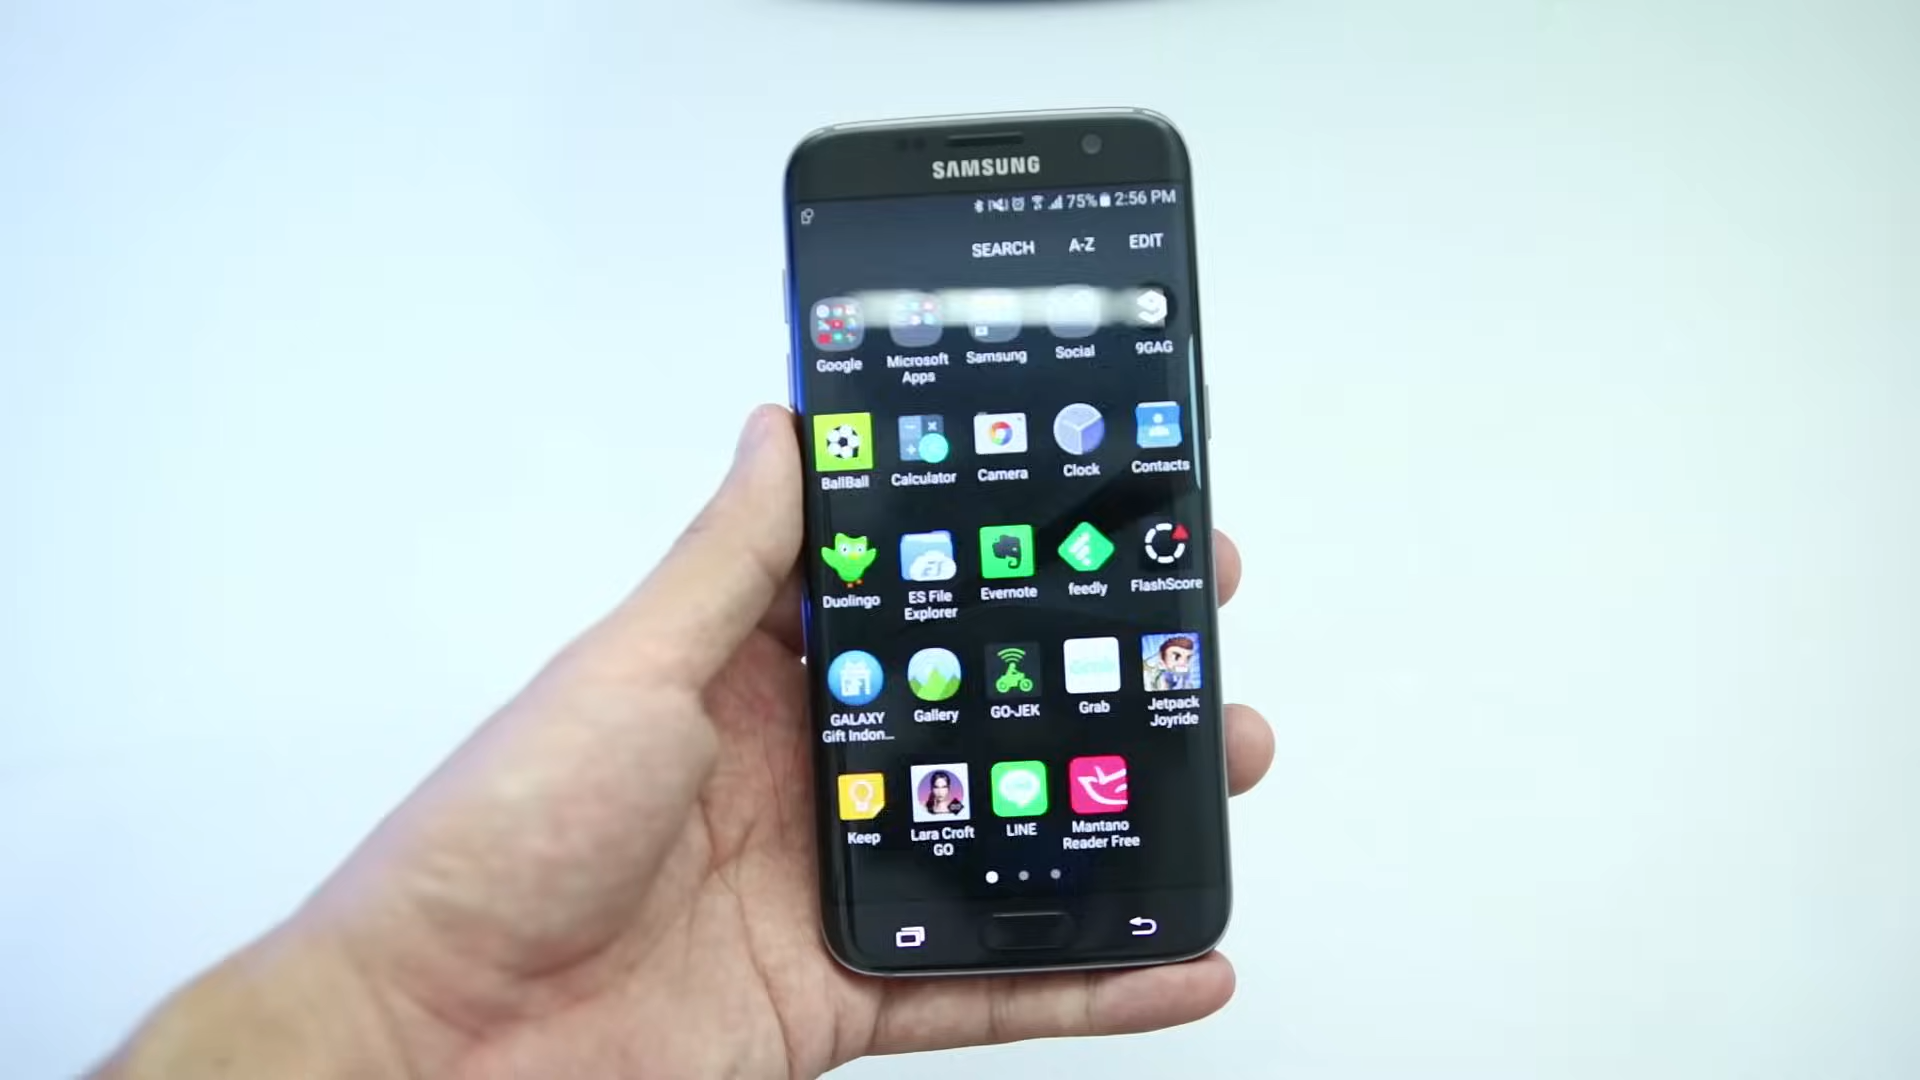 SAMSUNG
75% 2:56 PM
SEARCH A-Z EDIT
Google Microsoft Apps Samsung Social 9GAG
BallBall Calculator Camera Clock Contacts
Duolingo ES File Explorer Evernote feedly FlashScore
GALAXY Gift Indon... Gallery GO-JEK Grab Jetpack Joyride
Keep Lara Croft GO LINE Mantano Reader Free